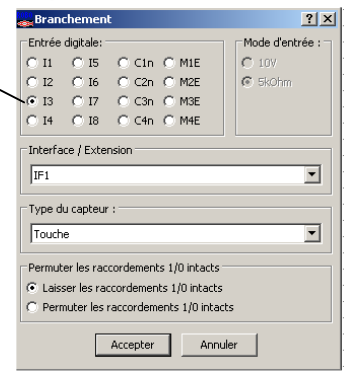 Branchement
Entrée digitale:
Mode d'entrée :
I1 I5 C1n M1E
10V
I2 I6 C2n M2E
5kOhm
I3 I7 C3n M3E
I4 I8 C4n M4E
Interface / Extension
IF1
Type du capteur :
Touche
Permuter les raccordements 1/0 intacts
Laisser les raccordements 1/0 intacts
Permuter les raccordements 1/0 intacts
Accepter Annuler